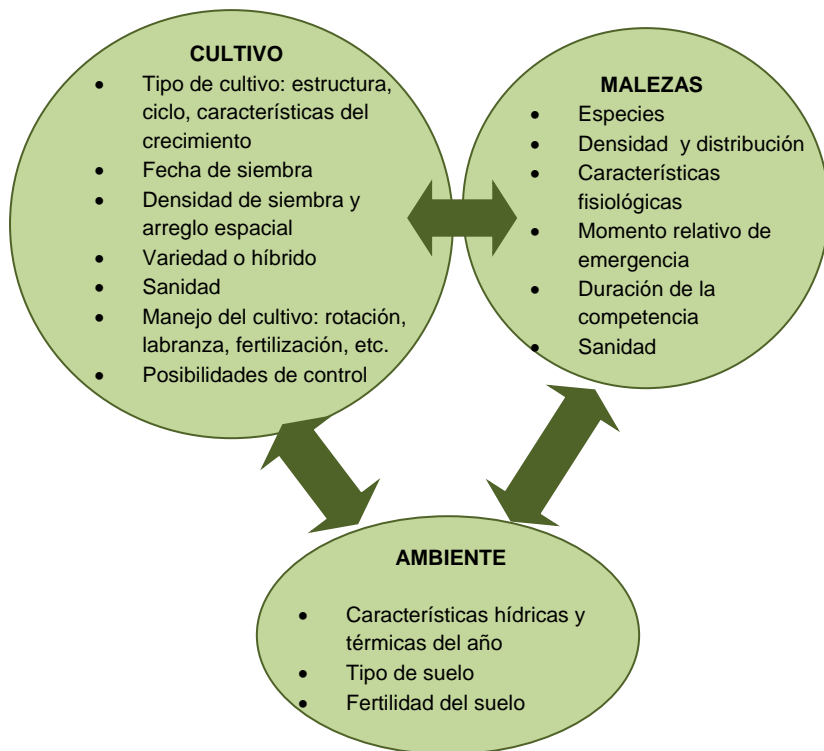 CULTIVO
• Tipo de cultivo: estructura,
ciclo, características del
crecimiento
• Fecha de siembra
• Densidad de siembra y
arreglo espacial
• Variedad o híbrido
• Sanidad
• Manejo del cultivo: rotación,
labranza, fertilización, etc.
• Posibilidades de control
MALEZAS
• Especies
• Densidad y distribución
• Características
fisiológicas
• Momento relativo de
emergencia
• Duración de la
competencia
• Sanidad
AMBIENTE
• Características hídricas y
térmicas del año
• Tipo de suelo
• Fertilidad del suelo